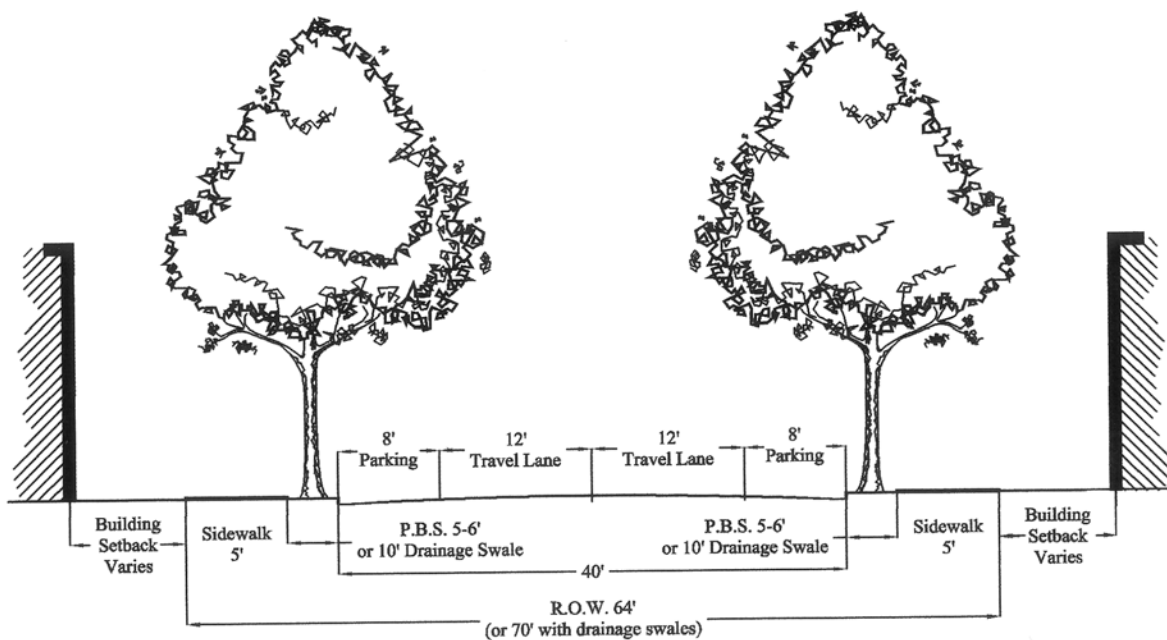 8'
Parking
12'
Travel Lane
12'
Travel Lane
8'
Parking
Building
Setback
Varies
Sidewalk
5'
P.B.S. 5-6'
or 10' Drainage Swale
P.B.S. 5-6'
or 10' Drainage Swale
Sidewalk
5'
Building
Setback
Varies
40'
R.O.W. 64'
(or 70' with drainage swales)